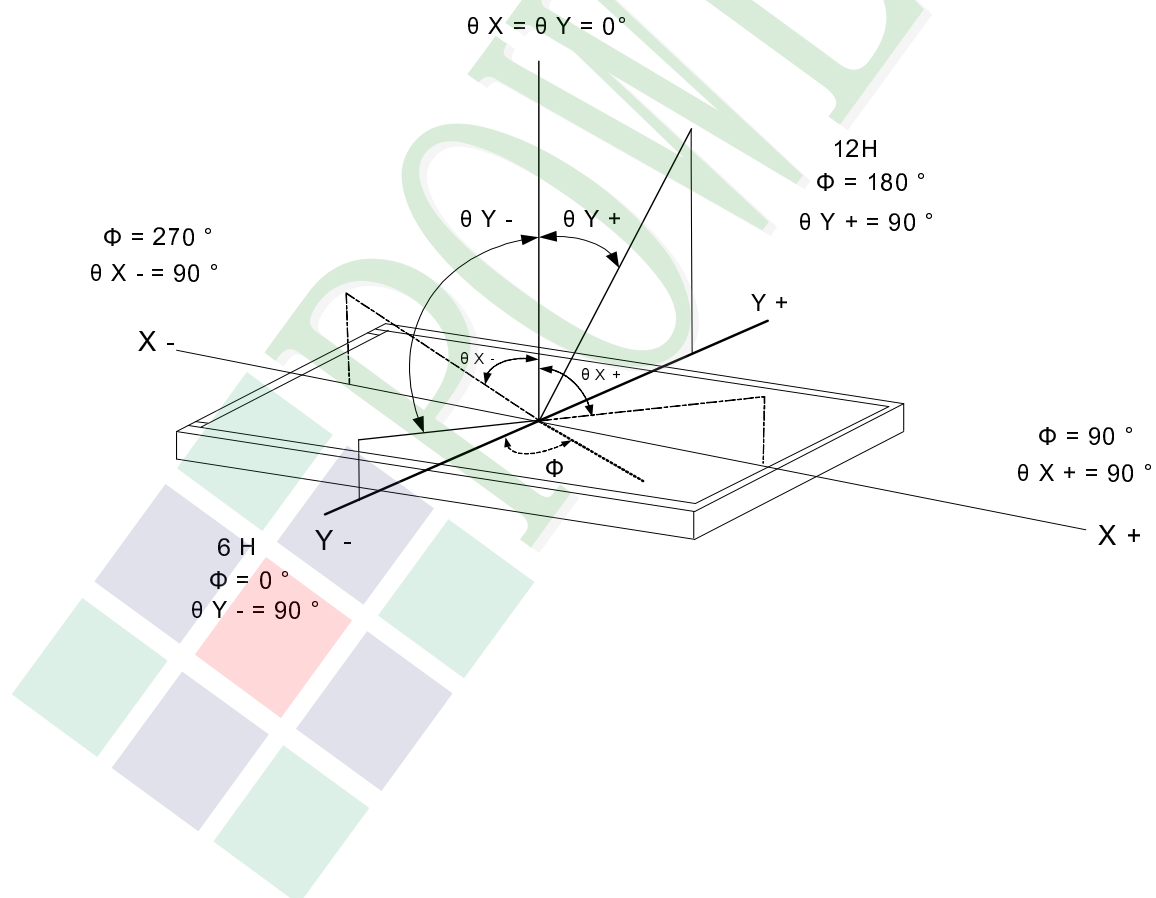 θ X = θ Y = 0°
12H
Φ = 180 °
θ Y + = 90 °
θ Y -
θ Y +
Φ = 270 °
θ X - = 90 °
Y +
X -
θ X -
θ X +
Φ = 90 °
θ X + = 90 °
Φ
X +
Y -
6 H
Φ = 0 °
θ Y - = 90 °